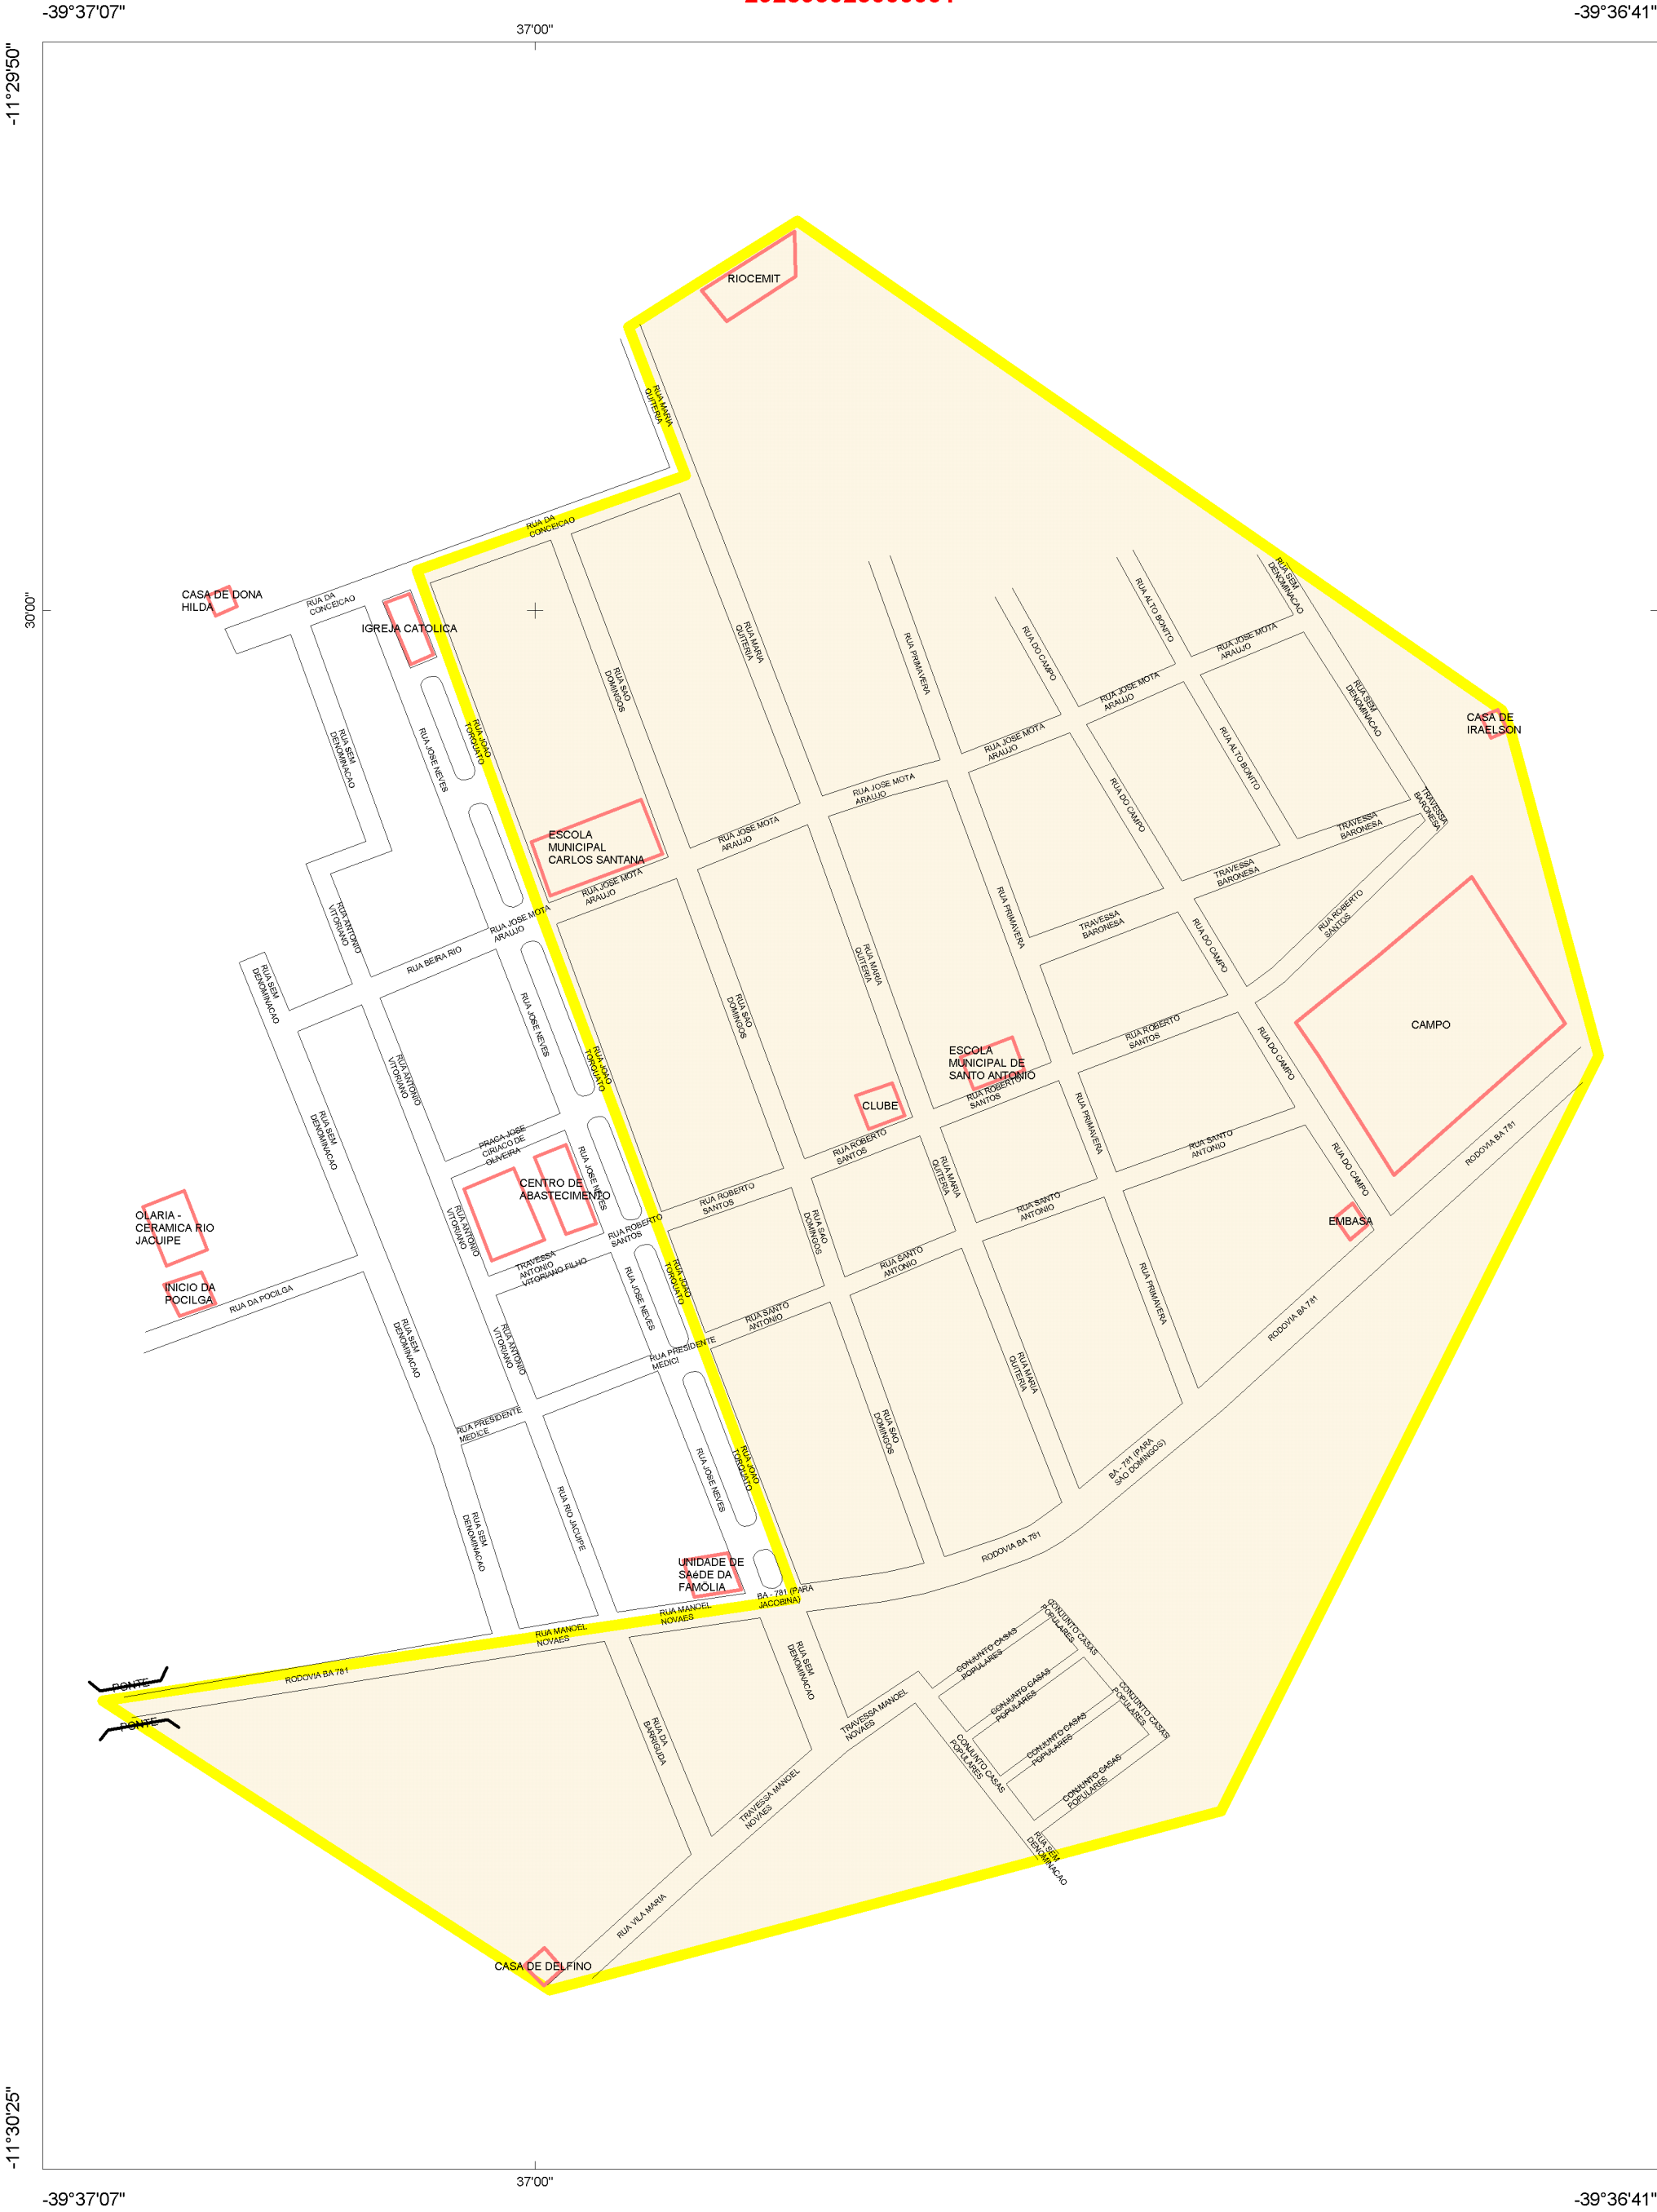 -39°37'07"
-39°36'41"
37'00"
-11°29'50"
RIOCEMIT
RUA MARIA
QUITERIA
RUA DA
CONCEICAO
RUA SEM
DENOMINACAO
CASA DE DONA
HILDA
RUA DA
CONCEICAO
30'00"
IGREJA CATOLICA
RUA MARIA
QUITERIA
RUA PRIMAVERA
RUA DO CAMPO
RUA ALTO BONITO
RUA JOSE MOTA
ARAUJO
RUA SAO
DOMINGOS
RUA JOSE MOTA
ARAUJO
RUA SEM
DENOMINACAO
CASA DE
IRAELSON
RUA JOAO
TORQUATO
RUA JOSE NEVES
RUA SEM
DENOMINACAO
RUA JOSE MOTA
ARAUJO
RUA ALTO BONITO
RUA JOSE MOTA
ARAUJO
RUA DO CAMPO
TRAVESSA
BARONESA
TRAVESSA
BARONESA
ESCOLA
MUNICIPAL
CARLOS SANTANA
RUA JOSE MOTA
ARAUJO
RUA JOSE MOTA
ARAUJO
TRAVESSA
BARONESA
RUA ANTONIO
VITORIANO
RUA JOSE MOTA
ARAUJO
RUA BEIRA RIO
RUA PRIMAVERA
TRAVESSA
BARONESA
RUA ROBERTO
SANTOS
RUA DO CAMPO
RUA SEM
DENOMINACAO
RUA MARIA
QUITERIA
RUA SAO
DOMINGOS
RUA JOSE NEVES
CAMPO
RUA ROBERTO
SANTOS
RUA DO CAMPO
RUA JOAO
TORQUATO
RUA ANTONIO
VITORIANO
ESCOLA
MUNICIPAL DE
SANTO ANTONIO
RUA ROBERTO
SANTOS
CLUBE
RUA SEM
DENOMINACAO
PRACA JOSE
CIRIACO DE
OLIVEIRA
RUA ROBERTO
SANTOS
RUA PRIMAVERA
RUA SANTO
ANTONIO
RODOVIA BA 781
RUA DO CAMPO
RUA MARIA
QUITERIA
CENTRO DE
ABASTECIMENTO
RUA JOSE NEVES
RUA ROBERTO
SANTOS
RUA SANTO
ANTONIO
EMBASA
OLARIA -
CERAMICA RIO
JACUIPE
RUA ANTONIO
VITORIANO
RUA ROBERTO
SANTOS
RUA SAO
DOMINGOS
TRAVESSA
ANTONIO
VITORIANO FILHO
RUA SANTO
ANTONIO
RUA JOAO
TORQUATO
RUA JOSE NEVES
RUA PRIMAVERA
INICIO DA
POCILGA
RUA DA POCILGA
RUA SANTO
ANTONIO
RODOVIA BA 781
RUA SEM
DENOMINACAO
RUA ANTONIO
VITORIANO
RUA PRESIDENTE
MEDICI
RUA MARIA
QUITERIA
RUA PRESIDENTE
MEDICE
RUA SAO
DOMINGOS
RUA JOAO
TORQUATO
RUA JOSE NEVES
BA - 781 (PARA
SAO DOMINGOS)
RUA SEM
DENOMINACAO
RUA RIO JACUIPE
RODOVIA BA 781
UNIDADE DE
SAéDE DA
FAMÖLIA
BA - 781 (PARA
JACOBINA)
RUA MANOEL
NOVAES
RUA MANOEL
NOVAES
CONJUNTO CASAS
POPULARES
CONJUNTO CASAS
POPULARES
RUA SEM
DENOMINACAO
RODOVIA BA 781
PONTE
PONTE
CONJUNTO CASAS
POPULARES
CONJUNTO CASAS
POPULARES
TRAVESSA MANOEL
NOVAES
RUA DA
BARRIGUDA
CONJUNTO CASAS
POPULARES
CONJUNTO CASAS
POPULARES
CONJUNTO CASAS
POPULARES
TRAVESSA MANOEL
NOVAES
RUA SEM
DENOMINACAO
RUA VILA MARIA
CASA DE DELFINO
-11°30'25"
37'00"
-39°37'07"
-39°36'41"